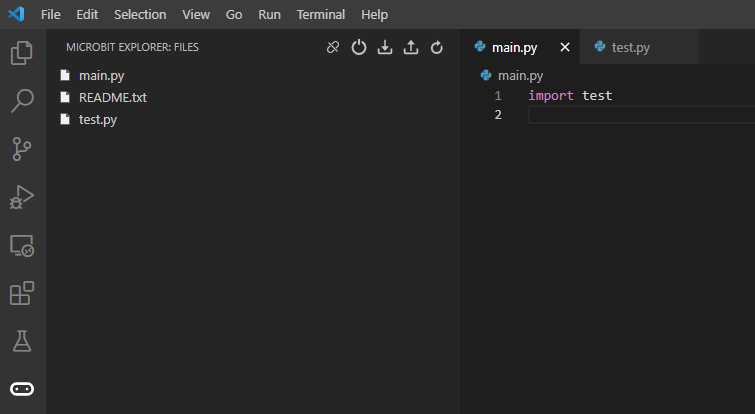 File Edit Selection View Go Run Terminal Help
MICROBIT EXPLORER: FILES
main.py
README.txt
test.py
main.py test.py
main.py
1 import test
2